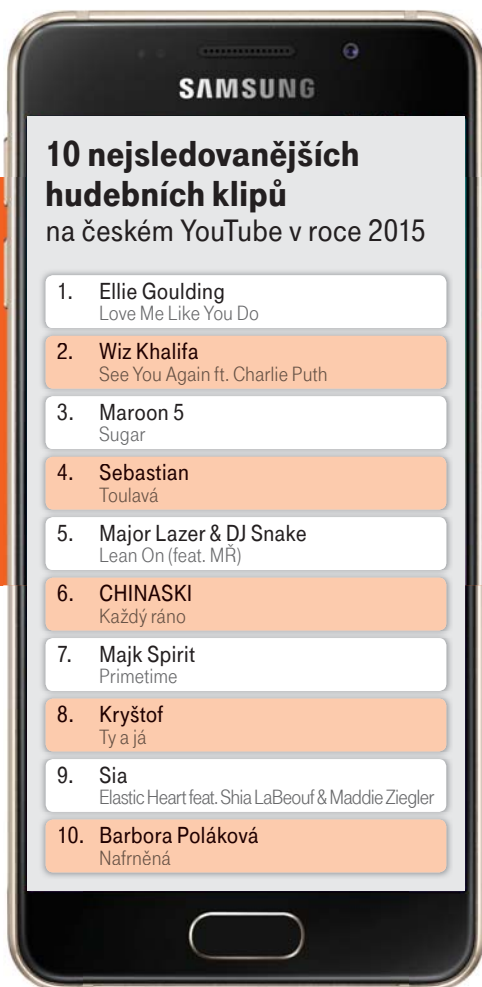 SAMSUNG
10 nejsledovanějších
hudebních klipů
na českém YouTube v roce 2015
1. Ellie Goulding
Love Me Like You Do
2. Wiz Khalifa
See You Again ft. Charlie Puth
3. Maroon 5
Sugar
4. Sebastian
Toulavá
5. Major Lazer & DJ Snake
Lean On (feat. MŘ)
6. CHINASKI
Každý ráno
7. Majk Spirit
Primetime
8. Kryštof
Ty a já
9. Sia
Elastic Heart feat. Shia LaBeouf & Maddie Ziegler
10. Barbora Poláková
Nafrněná